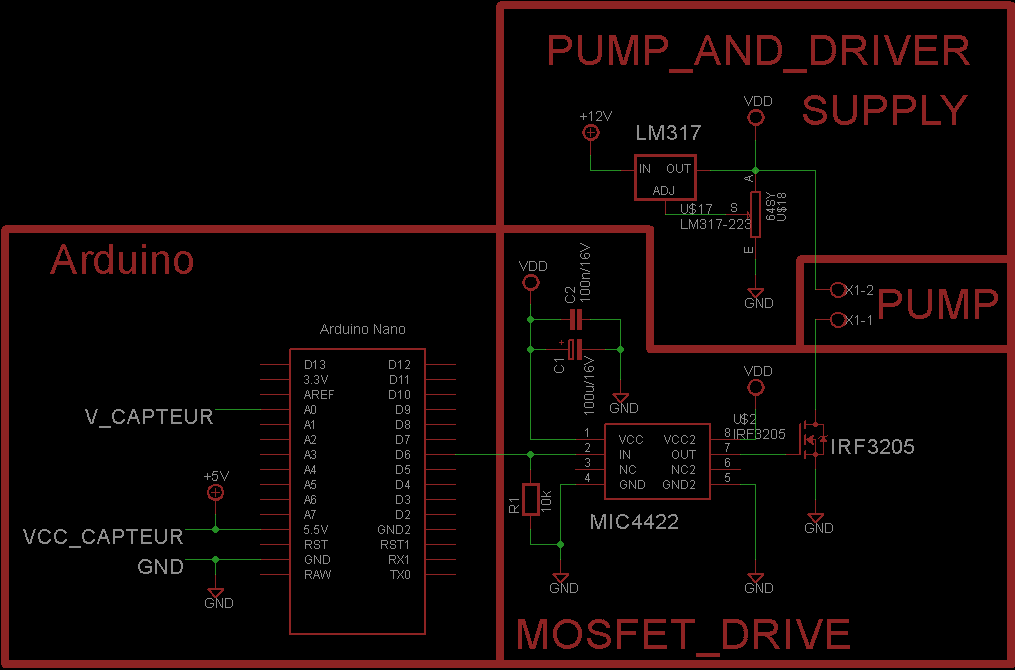 PUMP_AND_DRIVER
SUPPLY
+12V
LM317
VDD
IN OUT
ADJ
A
S
E
64SY
U$18
U$17
LM317-223
GND
X1-2
X1-1
PUMP
Arduino
VDD
C2
100n/16V
+
C1
100u/16V
GND
Arduino Nano
D13 D12
3.3V D11
AREF D10
A0 D9
A1 D8
A2 D7
A3 D6
A4 D5
A5 D4
A6 D3
A7 D2
5.5V GND2
RST RST1
GND RX1
RAW TX0
V_CAPTEUR
+5V
VCC_CAPTEUR
GND
GND
VDD
U$2
IRF3205
IRF3205
1 VCC VCC2 8
2 IN OUT 7
3 NC NC2 6
4 GND GND2 5
MIC4422
R1
10k
GND
GND
GND
MOSFET_DRIVE